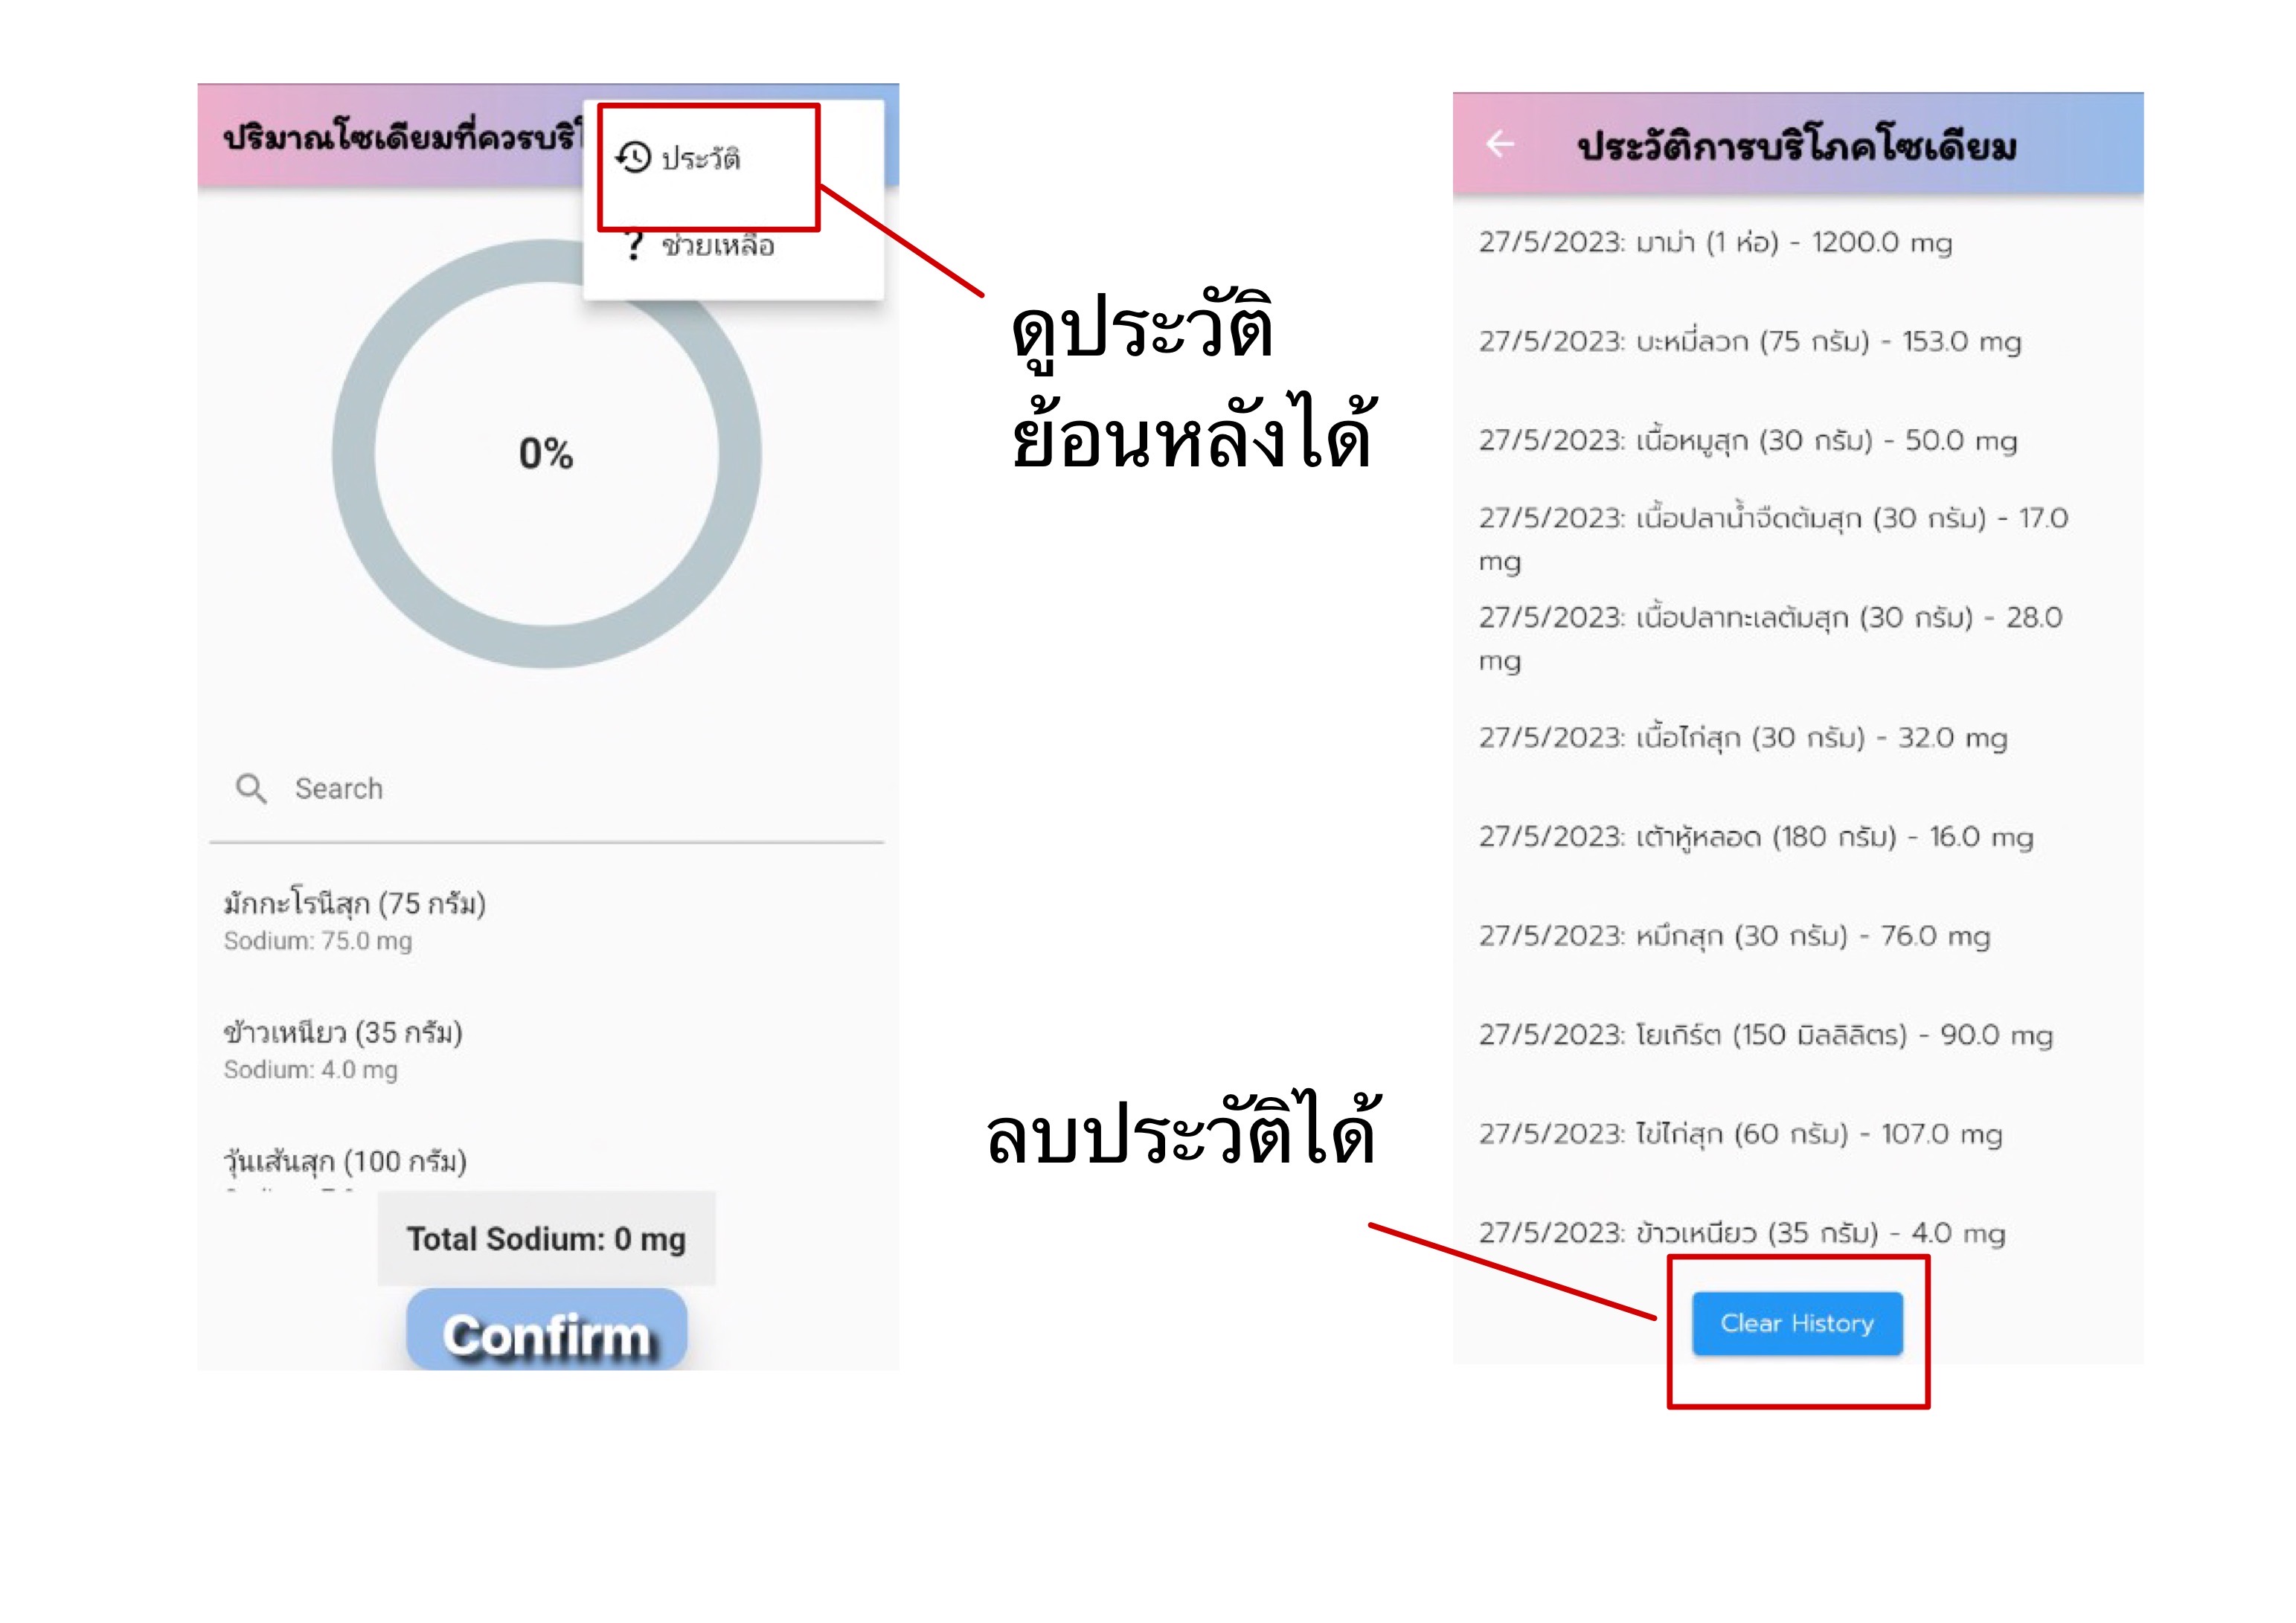 ปริมาณโซเดียมที่ควรบริโ
ประวัติ
ช่วยเหลือ
0%
Search
มักกะโรนีสุก (75 กรัม)
Sodium: 75.0 mg
ข้าวเหนียว (35 กรัม)
Sodium: 4.0 mg
วุ้นเส้นสุก (100 กรัม)
Total Sodium: 0 mg
Confirm
ดูประวัติ
ย้อนหลังได้
ลบประวัติได้
ประวัติการบริโภคโซเดียม
27/5/2023: มาม่า (1 ห่อ) - 1200.0 mg
27/5/2023: บะหมี่ลวก (75 กรัม) - 153.0 mg
27/5/2023: เนื้อหมูสุก (30 กรัม) - 50.0 mg
27/5/2023: เนื้อปลาน้ำจืดต้มสุก (30 กรัม) - 17.0
mg
27/5/2023: เนื้อปลาทะเลต้มสุก (30 กรัม) - 28.0
mg
27/5/2023: เนื้อไก่สุก (30 กรัม) - 32.0 mg
27/5/2023: เต้าหู้หลอด (180 กรัม) - 16.0 mg
27/5/2023: หมึกสุก (30 กรัม) - 76.0 mg
27/5/2023: โยเกิร์ต (150 มิลลิลิตร) - 90.0 mg
27/5/2023: ไข่ไก่สุก (60 กรัม) - 107.0 mg
27/5/2023: ข้าวเหนียว (35 กรัม) - 4.0 mg
Clear History